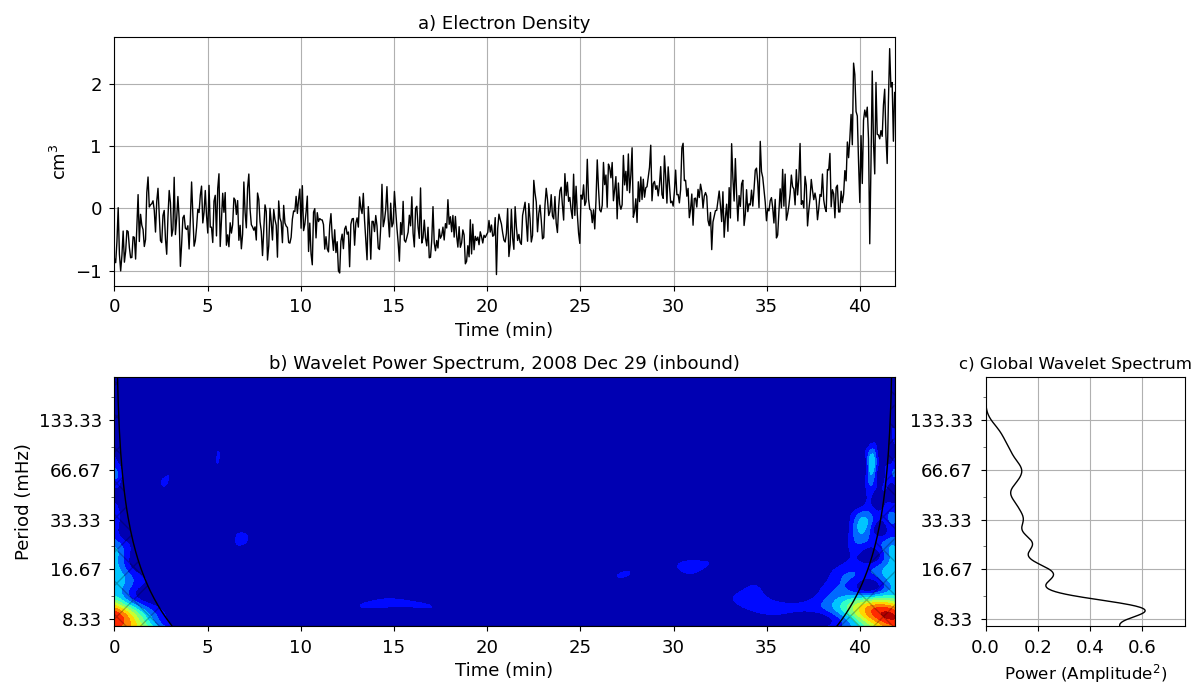 a) Electron Density
cm³
2
1
0
−1
0 5 10 15 20 25 30 35 40
Time (min)
b) Wavelet Power Spectrum, 2008 Dec 29 (inbound)
Period (mHz)
133.33
66.67
33.33
16.67
8.33
0 5 10 15 20 25 30 35 40
Time (min)
c) Global Wavelet Spectrum
133.33
66.67
33.33
16.67
8.33
0.0 0.2 0.4 0.6
Power (Amplitude²)